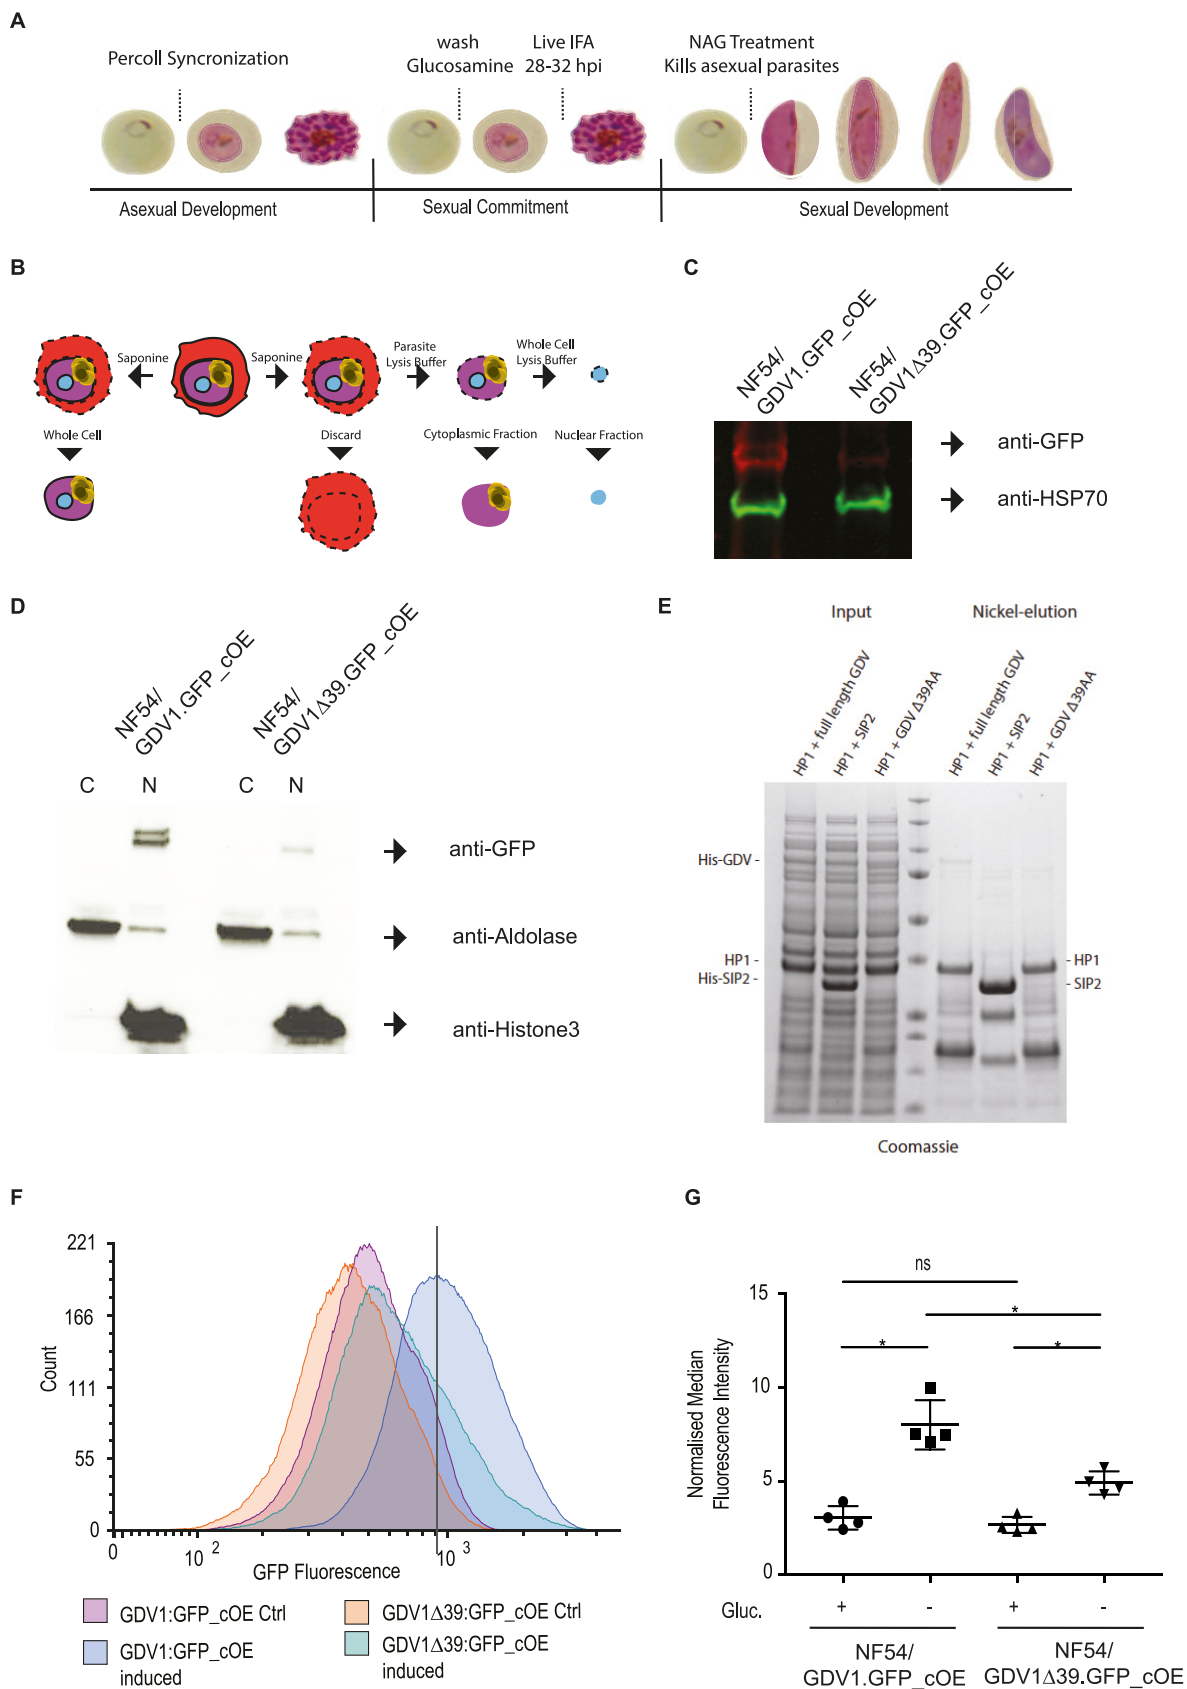 A
Percoll Syncronization
wash
Glucosamine
Live IFA
28-32 hpi
NAG Treatment
Kills asexual parasites
Asexual Development
Sexual Commitment
Sexual Development
B
Saponine
Saponine
Parasite
Lysis Buffer
Whole Cell
Lysis Buffer
Whole Cell
Discard
Cytoplasmic Fraction
Nuclear Fraction
C
NF54/
GDV1.GFP_cOE
NF54/
GDV1Δ39.GFP_cOE
anti-GFP
anti-HSP70
D
NF54/
GDV1.GFP_cOE
NF54/
GDV1Δ39.GFP_cOE
C N C N
anti-GFP
anti-Aldolase
anti-Histone3
E
Input
Nickel-elution
HP1 + full length GDV
HP1 + SIP2
HP1 + GDV Δ39AA
HP1 + full length GDV
HP1 + SIP2
HP1 + GDV Δ39AA
His-GDV -
HP1 -
His-SIP2 -
- HP1
- SIP2
Coomassie
F
221
166
111
55
0
Count
0 10 2 10 3
GFP Fluorescence
GDV1:GFP_cOE Ctrl
GDV1Δ39:GFP_cOE Ctrl
GDV1:GFP_cOE
induced
GDV1Δ39:GFP_cOE
induced
G
ns
*
* *
15
10
5
0
Normalised Median
Fluorescence Intensity
Gluc. + - + -
NF54/
GDV1.GFP_cOE
NF54/
GDV1Δ39.GFP_cOE